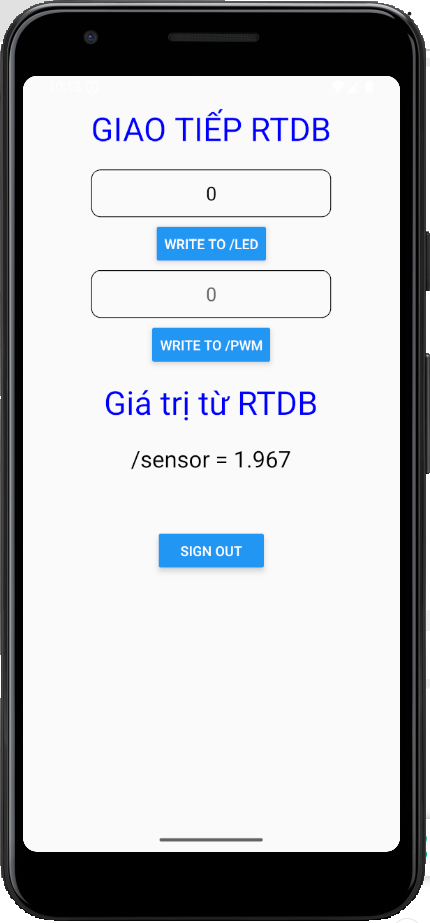 GIAO TIẾP RTDB
0
WRITE TO /LED
0
WRITE TO /PWM
Giá trị từ RTDB
/sensor = 1.967
SIGN OUT